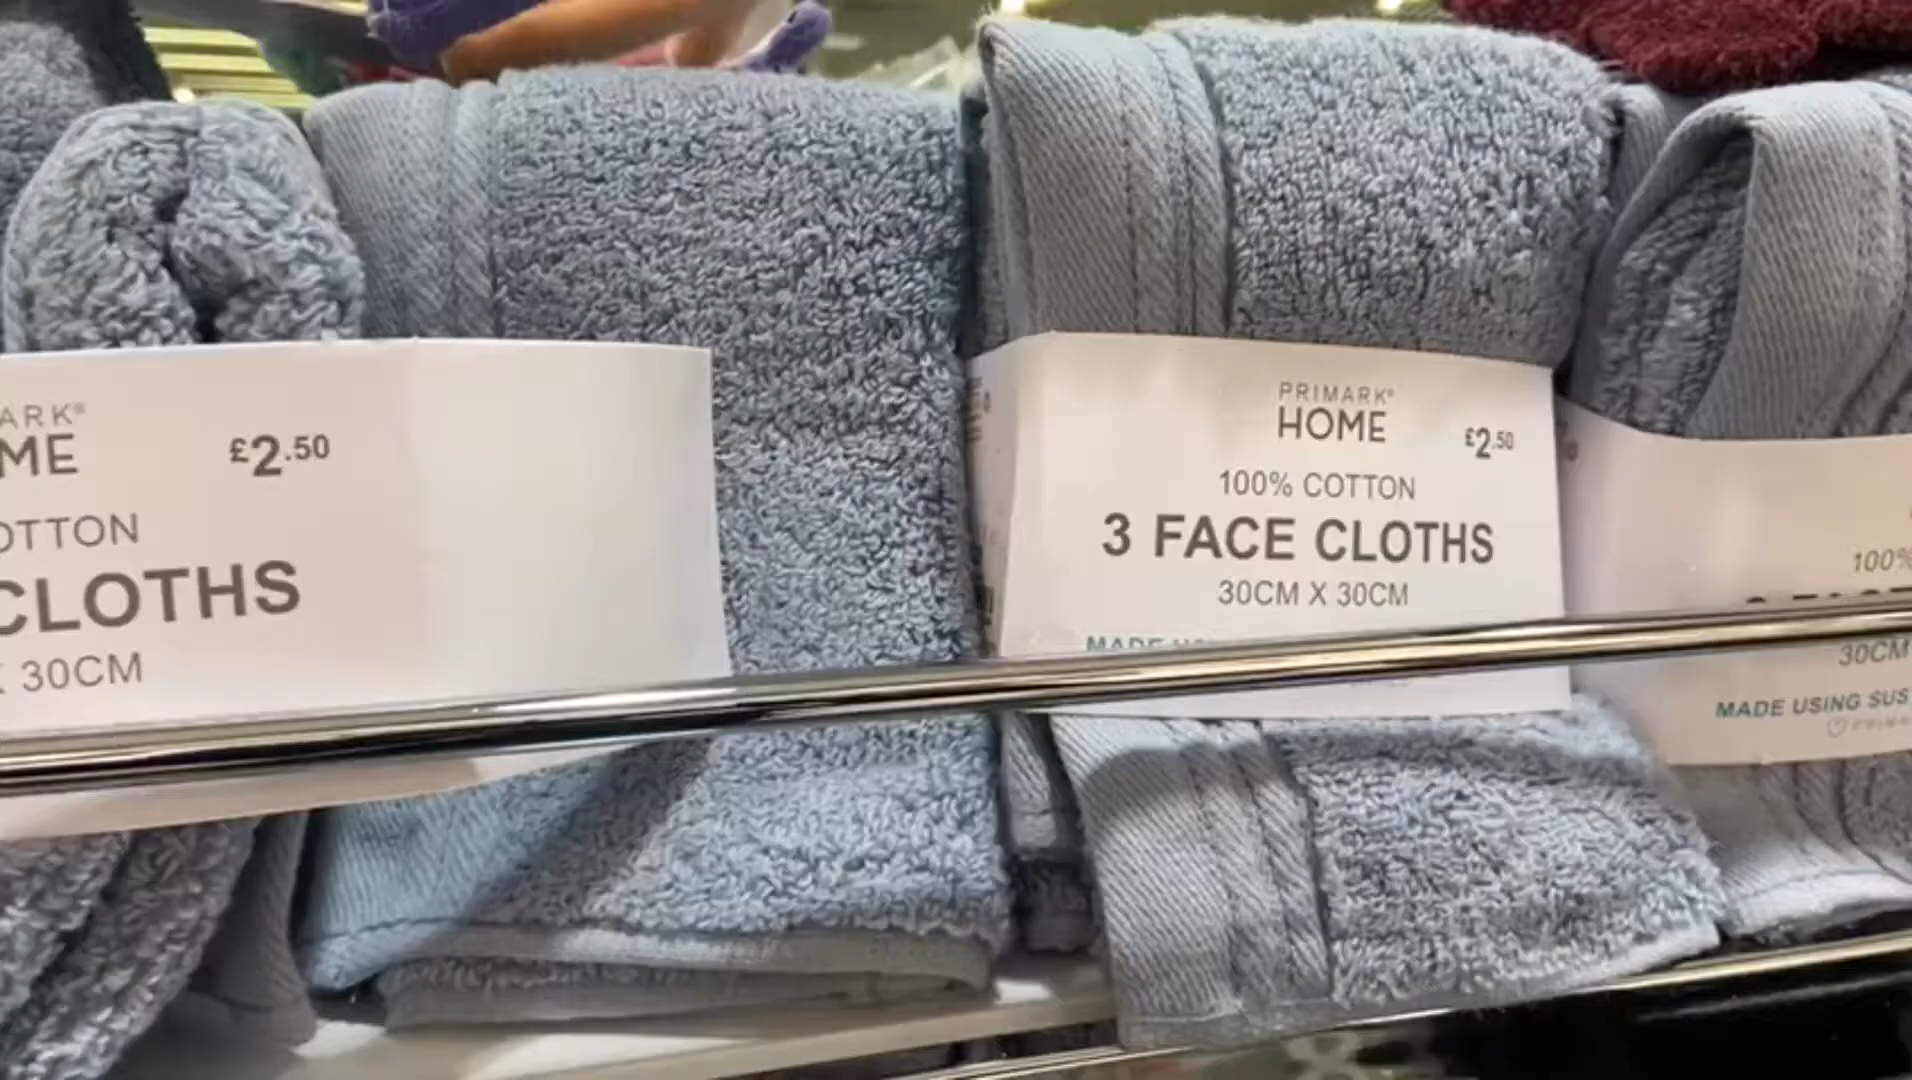 ARK®
ME
£2.50
OTTON
CLOTHS
X 30CM
PRIMARK®
HOME
£2.50
100% COTTON
3 FACE CLOTHS
30CM X 30CM
MADE
100%
30CM
MADE USING SUS